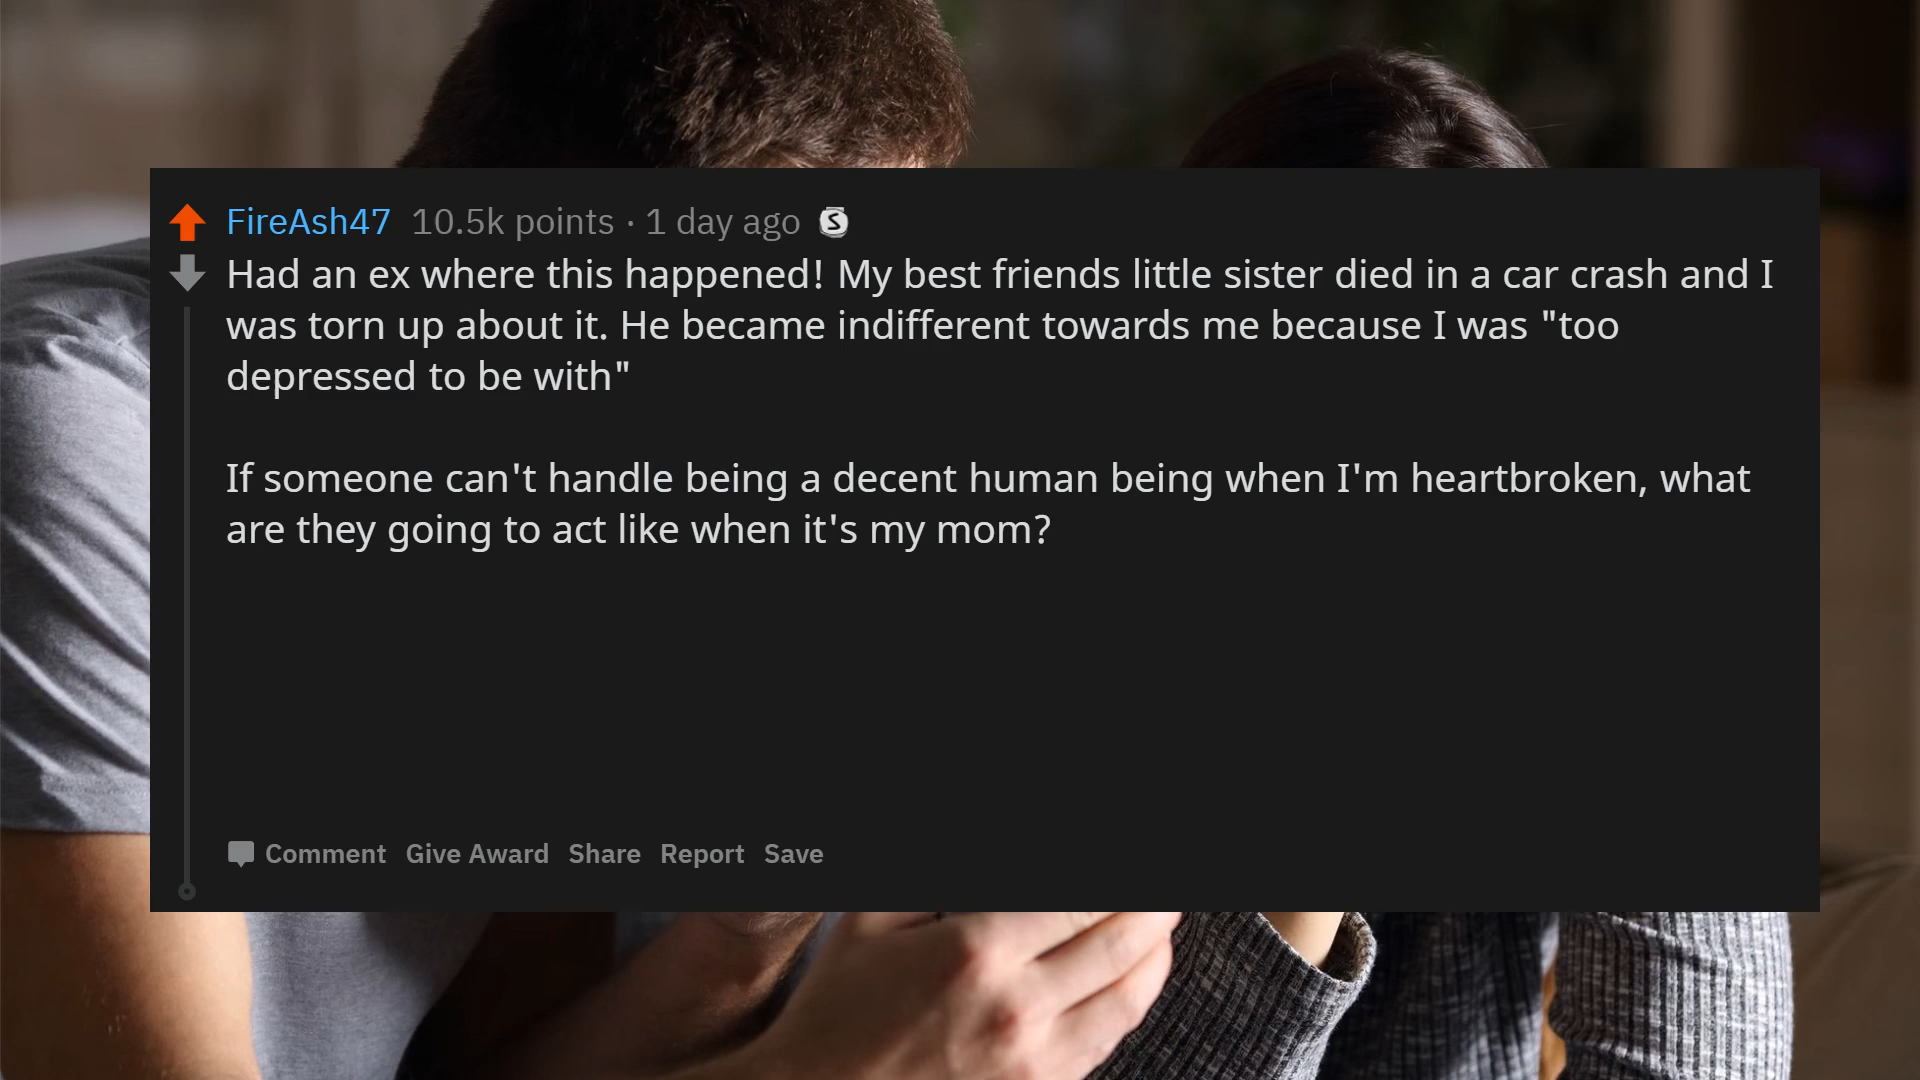 FireAsh47 10.5k points · 1 day ago S
Had an ex where this happened! My best friends little sister died in a car crash and I
was torn up about it. He became indifferent towards me because I was "too
depressed to be with"
If someone can't handle being a decent human being when I'm heartbroken, what
are they going to act like when it's my mom?
Comment Give Award Share Report Save